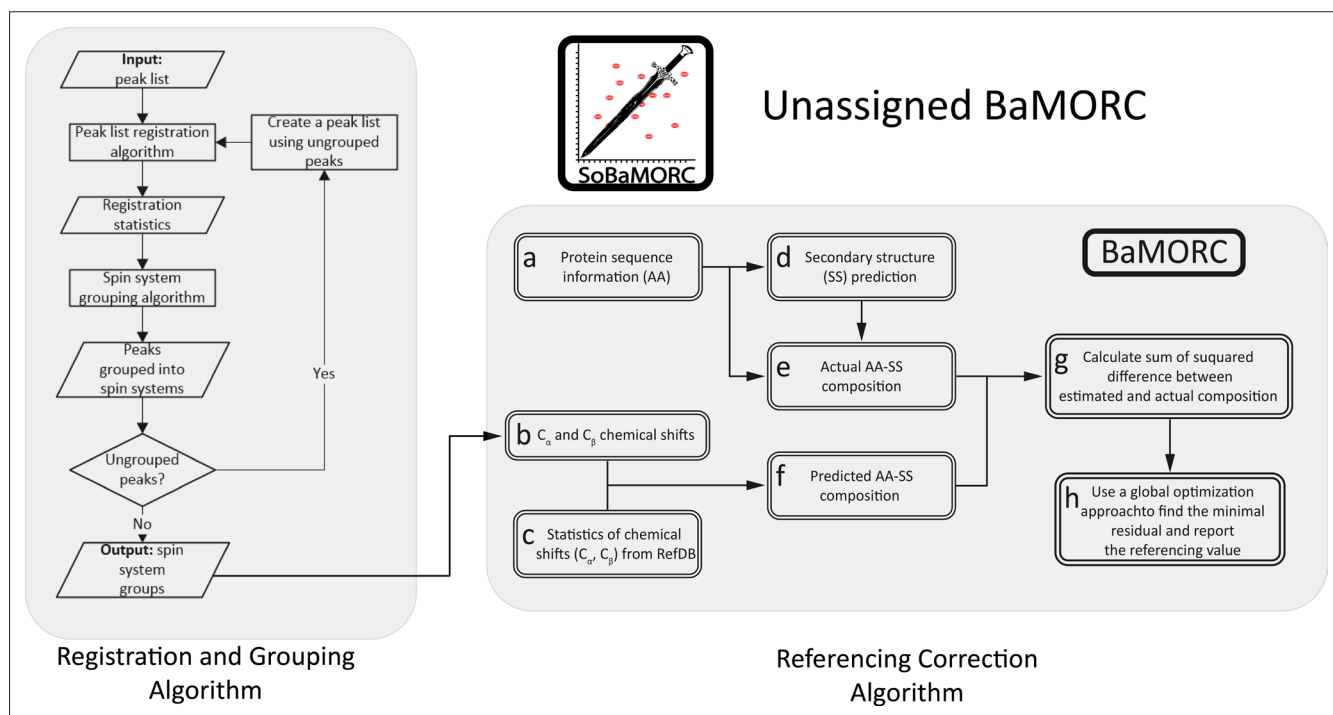 Input:
peak list
Peak list registration
algorithm
Create a peak list
using ungrouped
peaks
Registration
statistics
Spin system
grouping algorithm
Peaks
grouped into
spin systems
Yes
Ungrouped
peaks?
No
Output: spin
system
groups
Registration and Grouping
Algorithm
SoBaMORC
Unassigned BaMORC
BaMORC
a
Protein sequence
information (AA)
d
Secondary structure
(SS) prediction
e
Actual AA-SS
composition
b
Cα and Cβ chemical shifts
c
Statistics of chemical
shifts (Cα, Cβ) from RefDB
f
Predicted AA-SS
composition
g
Calculate sum of suquared
difference between
estimated and actual composition
h
Use a global optimization
approachto find the minimal
residual and report
the referencing value
Referencing Correction
Algorithm